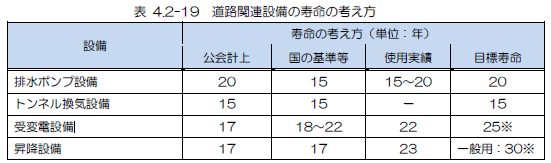 表 4.2-19 道路関連設備の寿命の考え方
設備
寿命の考え方（単位：年）
公会計上 国の基準等 使用実績 目標寿命
排水ポンプ設備 20 15 15～20 20
トンネル換気設備 15 15 － 15
受変電設備 17 18～22 22 25※
昇降設備 17 17 23 一般用：30※